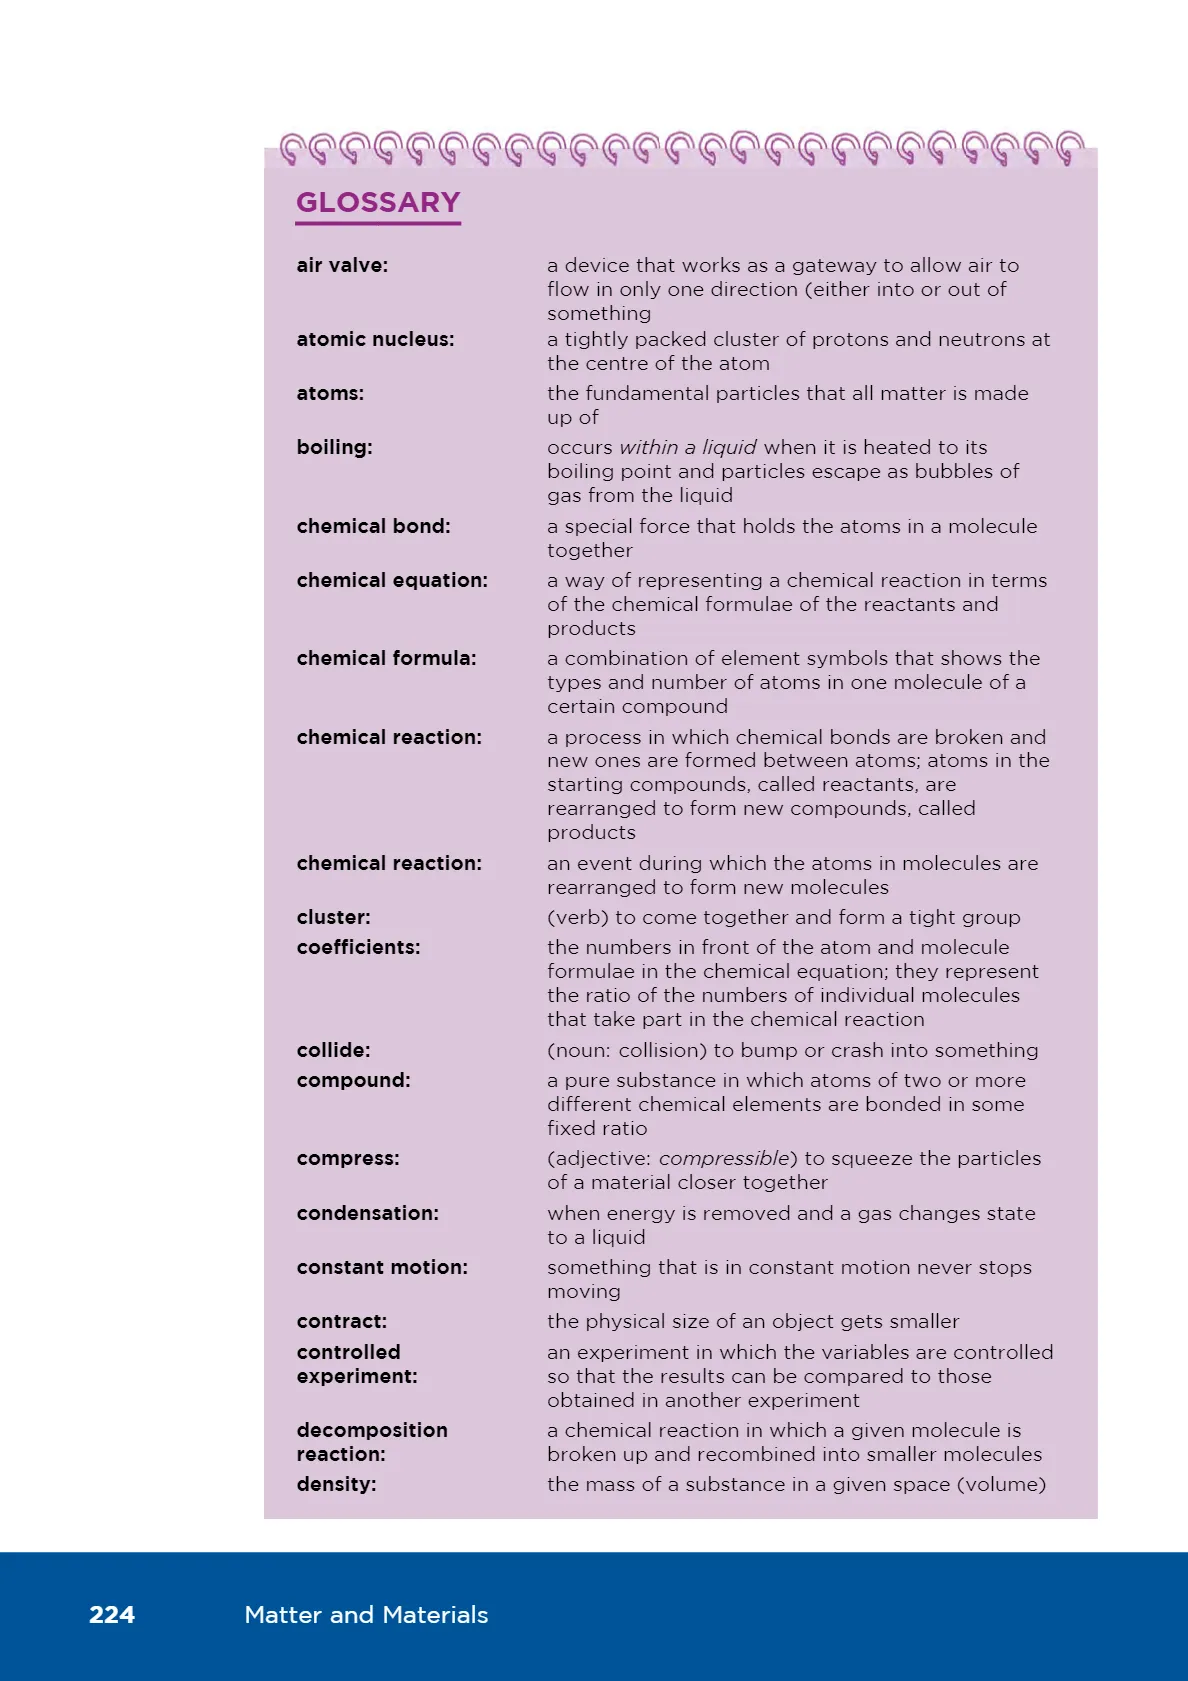 GLOSSARY
air valve: a device that works as a gateway to allow air to
flow in only one direction (either into or out of
something
atomic nucleus: a tightly packed cluster of protons and neutrons at
the centre of the atom
atoms: the fundamental particles that all matter is made
up of
boiling: occurs within a liquid when it is heated to its
boiling point and particles escape as bubbles of
gas from the liquid
chemical bond: a special force that holds the atoms in a molecule
together
chemical equation: a way of representing a chemical reaction in terms
of the chemical formulae of the reactants and
products
chemical formula: a combination of element symbols that shows the
types and number of atoms in one molecule of a
certain compound
chemical reaction: a process in which chemical bonds are broken and
new ones are formed between atoms; atoms in the
starting compounds, called reactants, are
rearranged to form new compounds, called
products
chemical reaction: an event during which the atoms in molecules are
rearranged to form new molecules
cluster: (verb) to come together and form a tight group
coefficients: the numbers in front of the atom and molecule
formulae in the chemical equation; they represent
the ratio of the numbers of individual molecules
that take part in the chemical reaction
collide: (noun: collision) to bump or crash into something
compound: a pure substance in which atoms of two or more
different chemical elements are bonded in some
fixed ratio
compress: (adjective: compressible) to squeeze the particles
of a material closer together
condensation: when energy is removed and a gas changes state
to a liquid
constant motion: something that is in constant motion never stops
moving
contract: the physical size of an object gets smaller
controlled an experiment in which the variables are controlled
experiment: so that the results can be compared to those
obtained in another experiment
decomposition a chemical reaction in which a given molecule is
reaction: broken up and recombined into smaller molecules
density: the mass of a substance in a given space (volume)
224 Matter and Materials